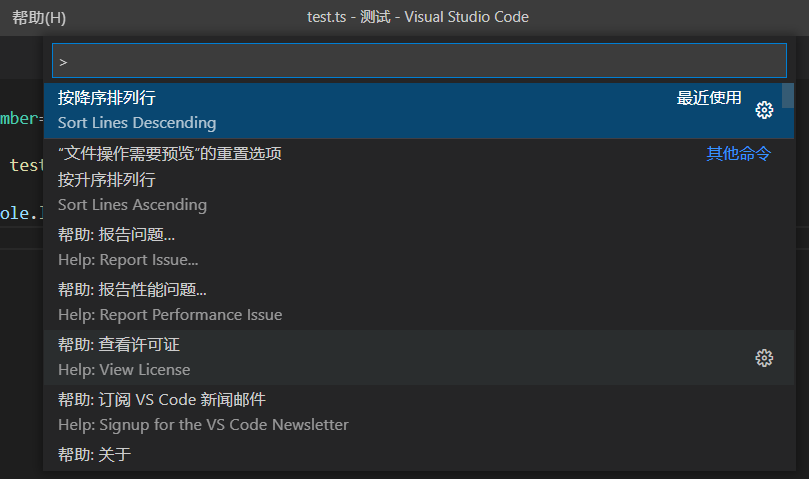 帮助(H)
test.ts - 测试 - Visual Studio Code
>
按降序排列行
最近使用
Sort Lines Descending
mber=
“文件操作需要预览”的重置选项
其他命令
test
按升序排列行
Sort Lines Ascending
ole.l
帮助: 报告问题...
Help: Report Issue...
帮助: 报告性能问题...
Help: Report Performance Issue
帮助: 查看许可证
Help: View License
帮助: 订阅 VS Code 新闻邮件
Help: Signup for the VS Code Newsletter
帮助: 关于